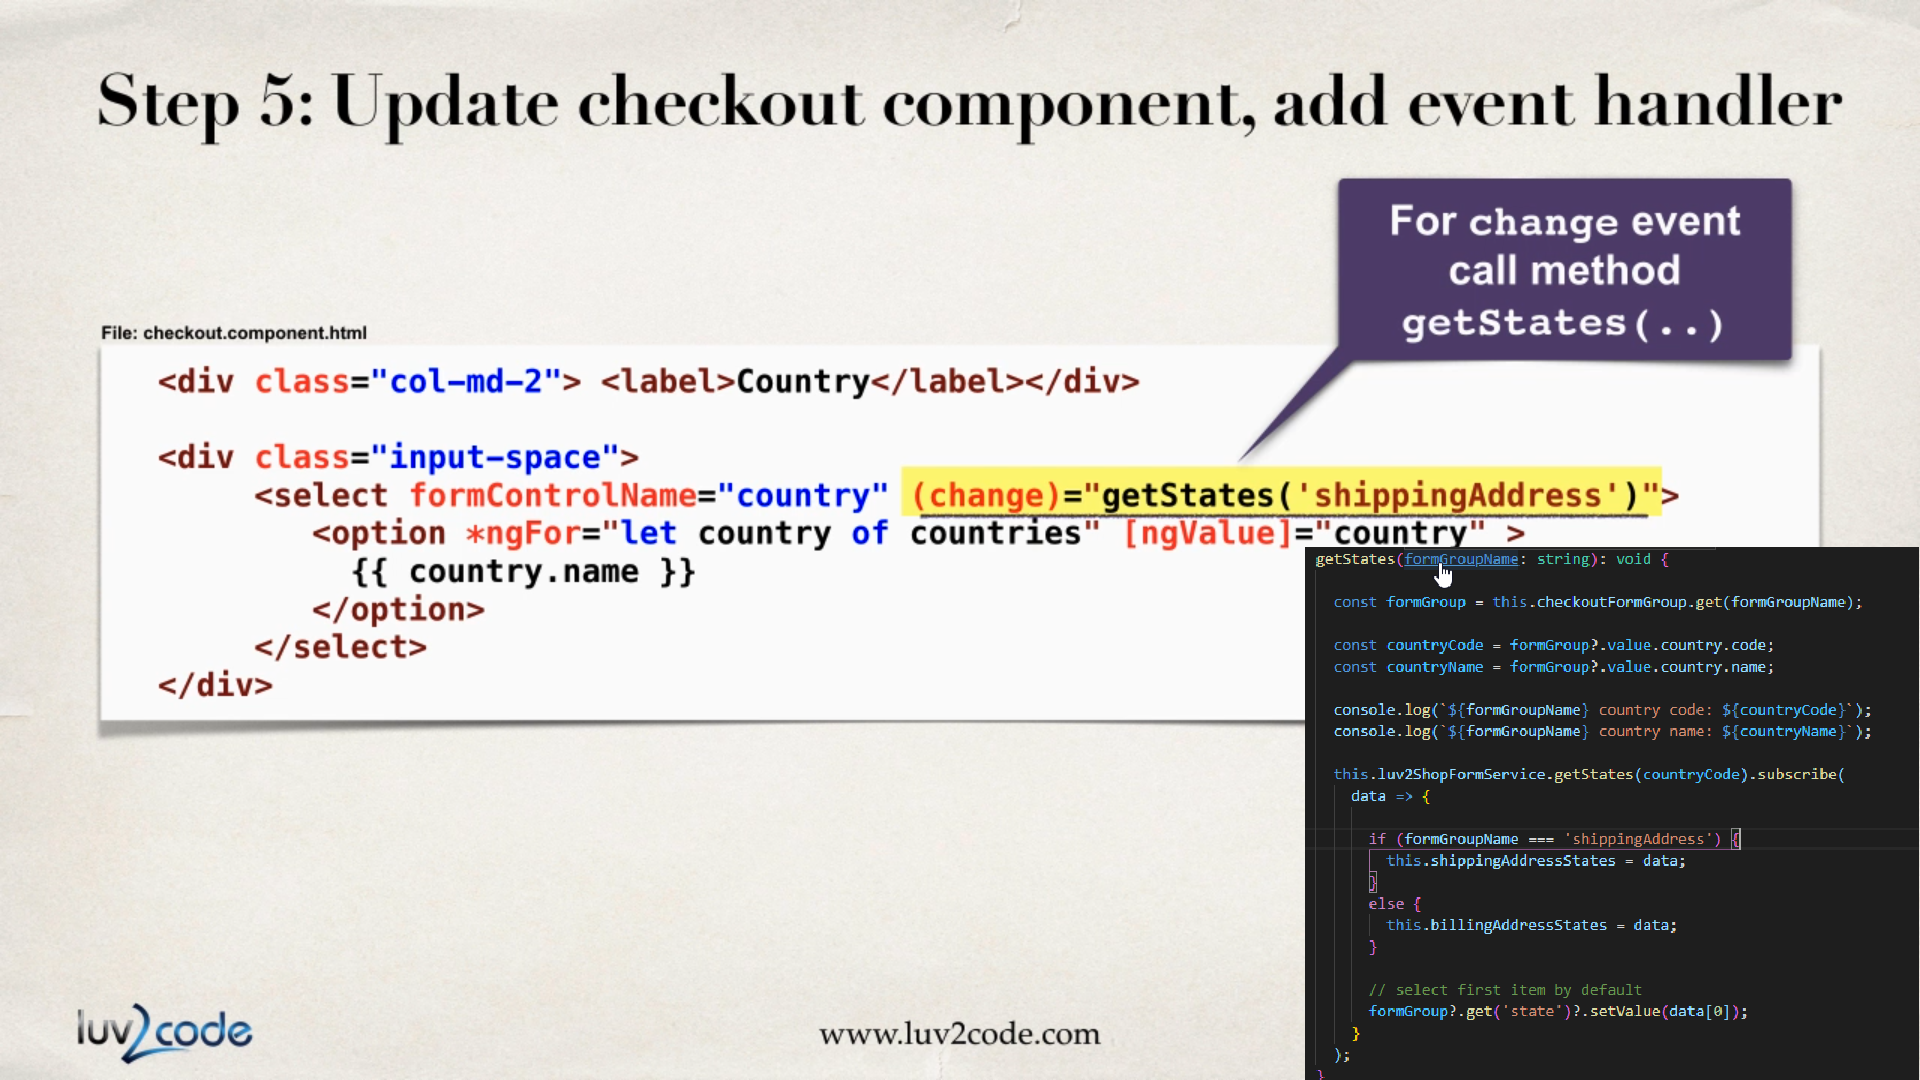 Step 5: Update checkout component, add event handler
For change event
call method
getStates(..)
File: checkout.component.html
<div class="col-md-2"> <label>Country</label></div>
<div class="input-space">
<select formControlName="country" (change)="getStates('shippingAddress')">
<option *ngFor="let country of countries" [ngValue]="country" >
{{ country.name }}
</option>
</select>
</div>
getStates(formGroupName: string): void {
const formGroup = this.checkoutFormGroup.get(formGroupName);
const countryCode = formGroup?.value.country.code;
const countryName = formGroup?.value.country.name;
console.log(`${formGroupName} country code: ${countryCode}`);
console.log(`${formGroupName} country name: ${countryName}`);
this.luv2ShopFormService.getStates(countryCode).subscribe(
data => {
if (formGroupName === 'shippingAddress') {
this.shippingAddressStates = data;
}
else {
this.billingAddressStates = data;
}
// select first item by default
formGroup?.get('state')?.setValue(data[0]);
}
);
}
luv2code
www.luv2code.com